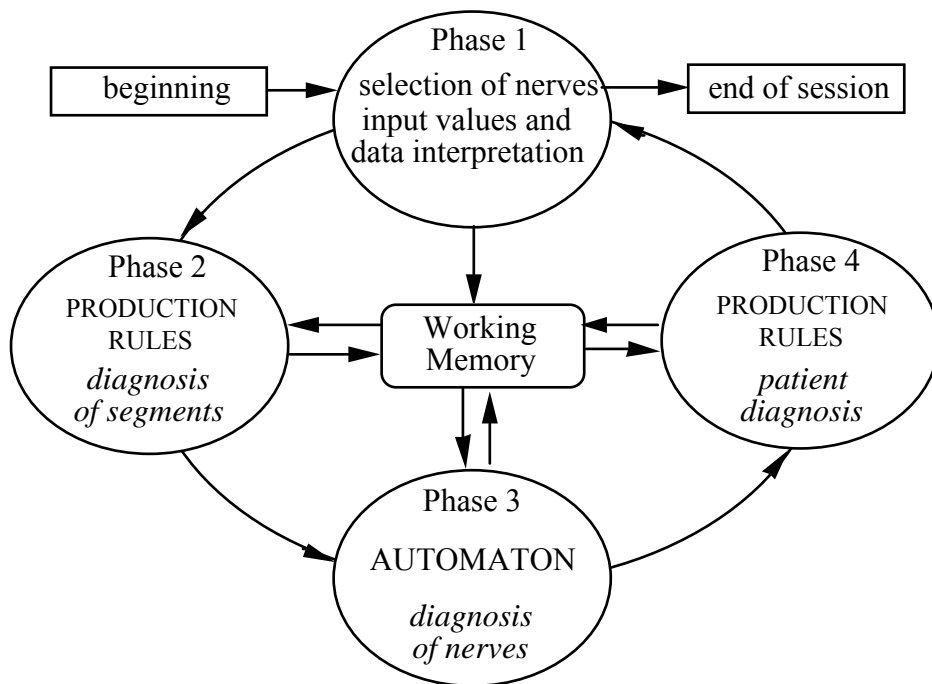 Phase 1
beginning
selection of nerves
input values and
data interpretation
end of session
Phase 2
PRODUCTION
RULES
diagnosis
of segments
Working
Memory
Phase 4
PRODUCTION
RULES
patient
diagnosis
Phase 3
AUTOMATON
diagnosis
of nerves